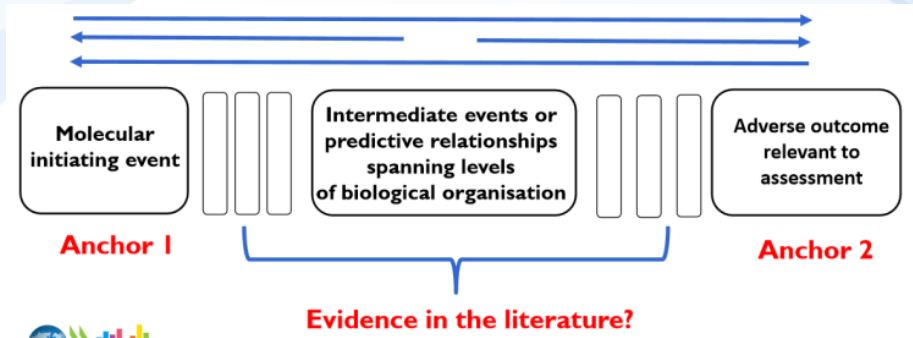 Molecular
initiating event
Intermediate events or
predictive relationships
spanning levels
of biological organisation
Adverse outcome
relevant to
assessment
Anchor 1
Anchor 2
Evidence in the literature?